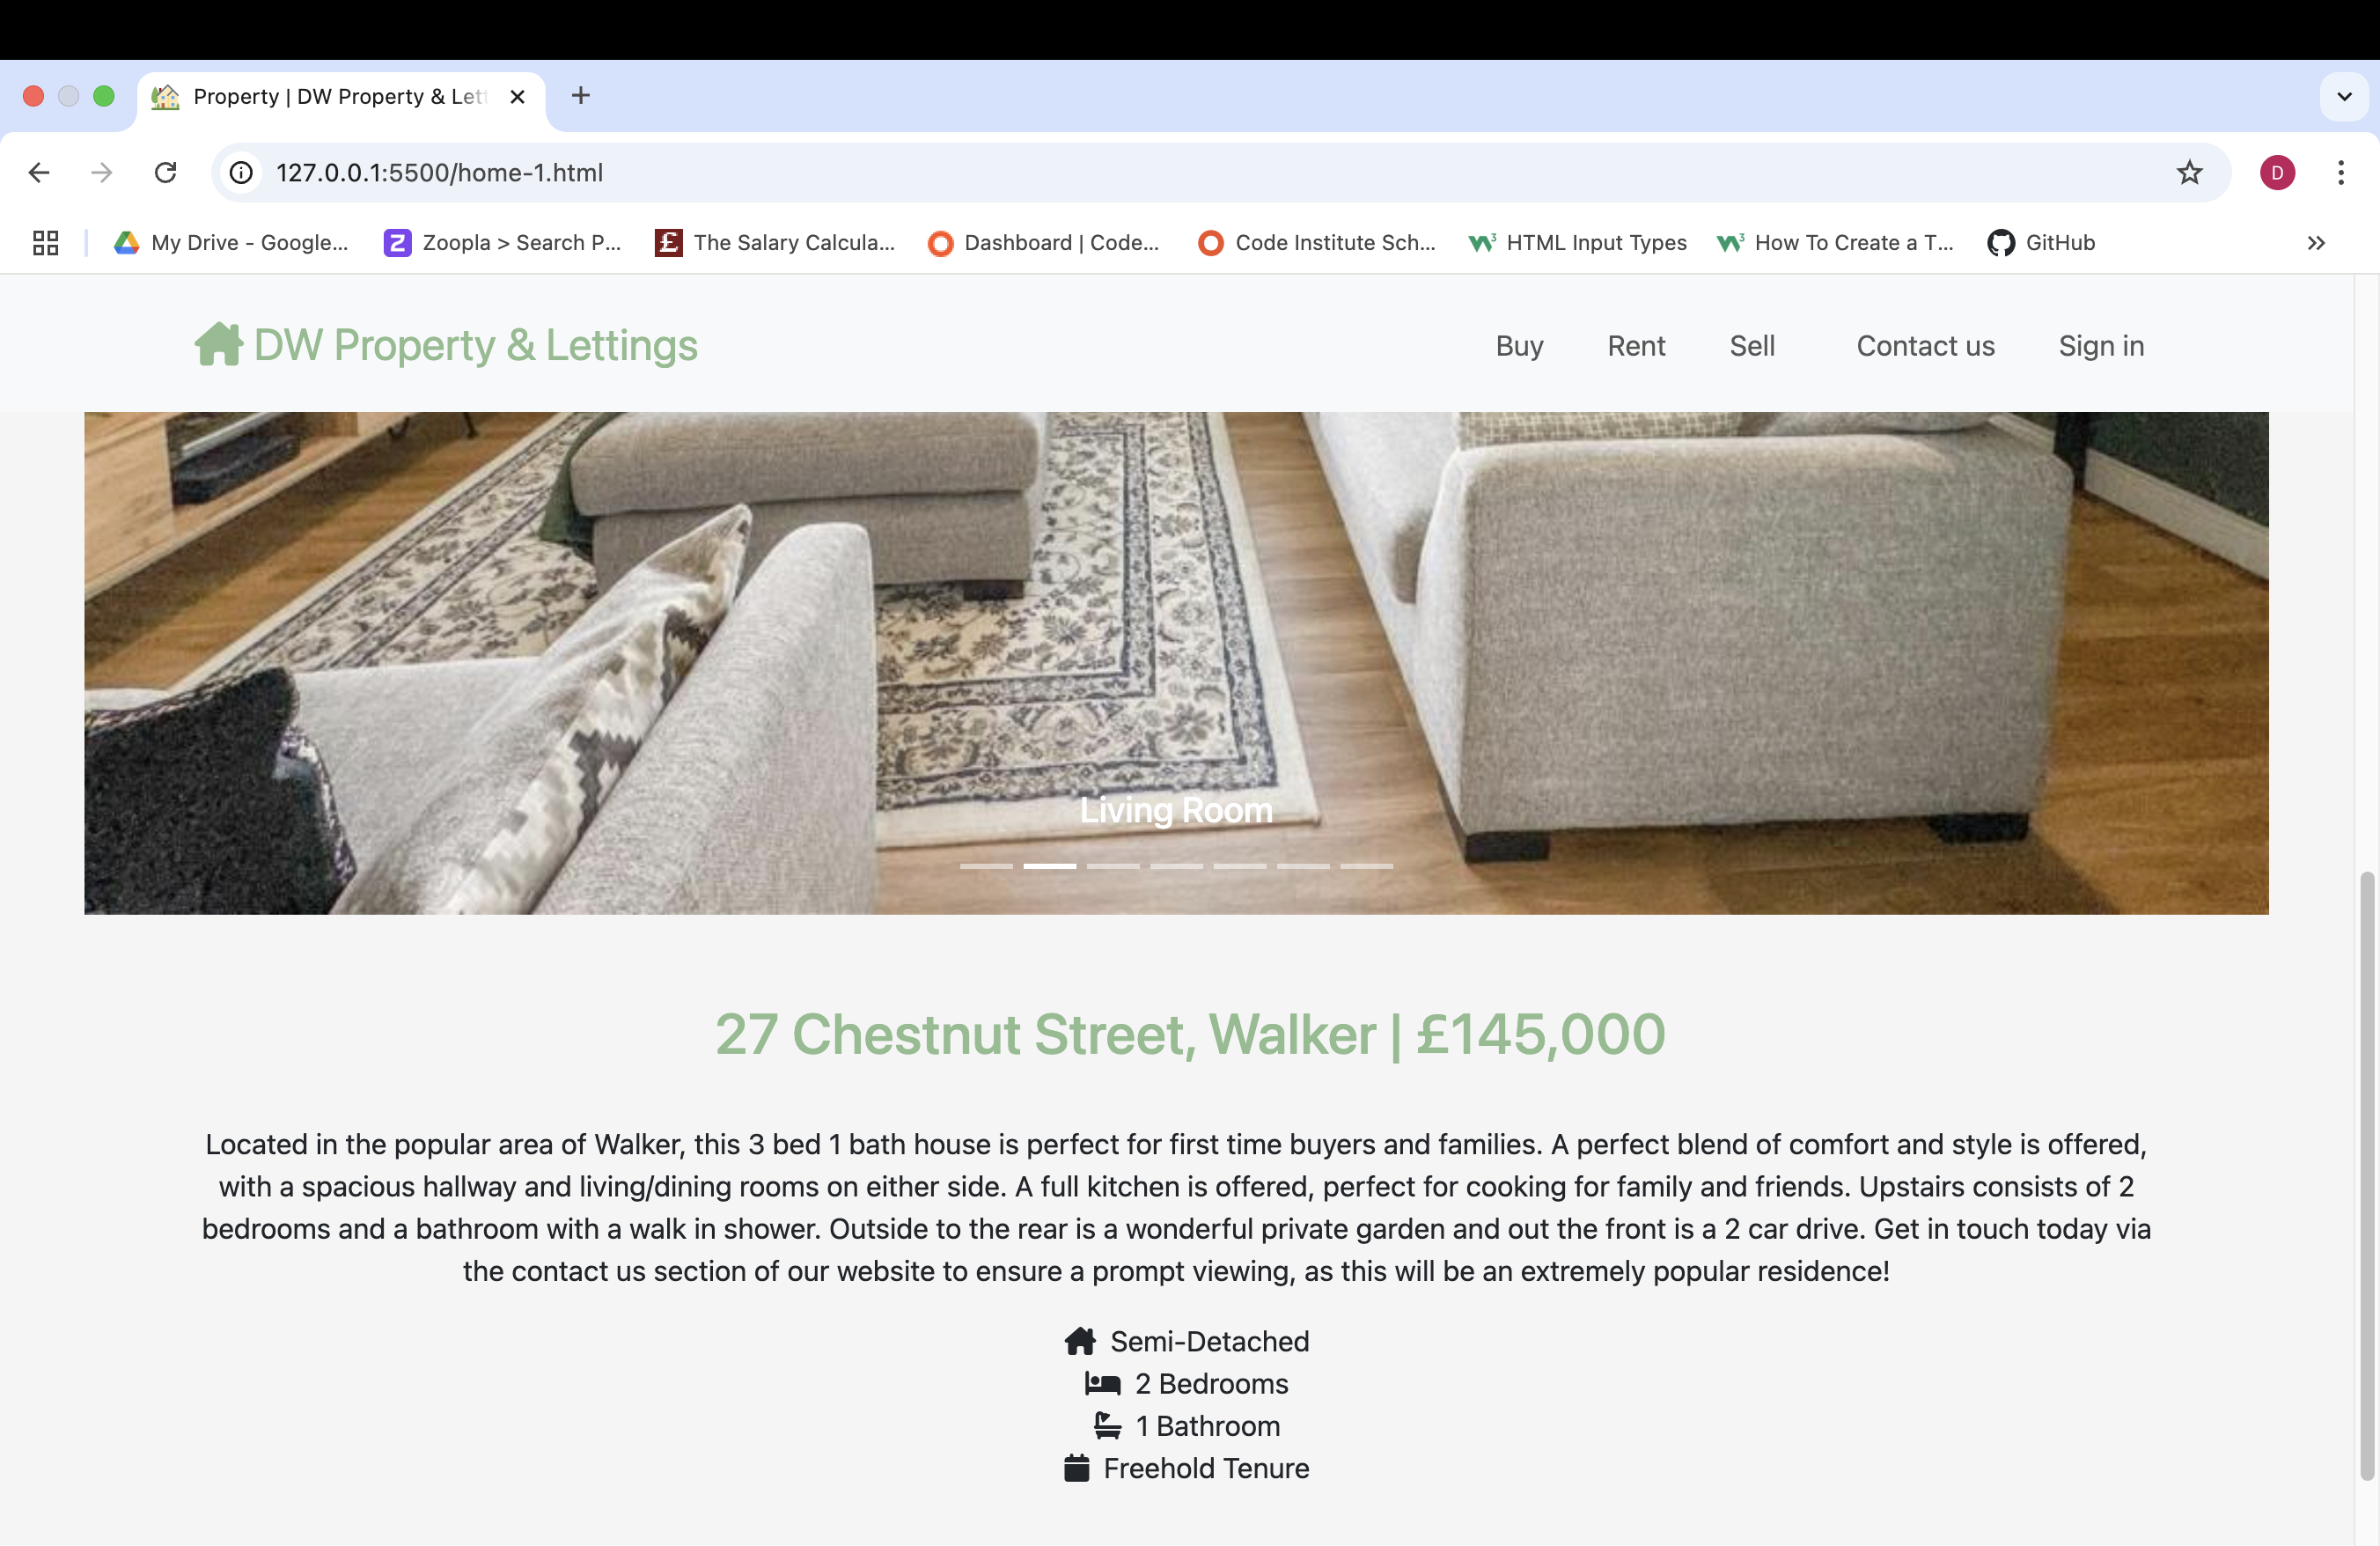 Property | DW Property & Lett
127.0.0.1:5500/home-1.html
D
My Drive - Google... Zoopla > Search P... The Salary Calcula... Dashboard | Code... Code Institute Sch... HTML Input Types How To Create a T... GitHub
DW Property & Lettings Buy Rent Sell Contact us Sign in
Living Room
27 Chestnut Street, Walker | £145,000
Located in the popular area of Walker, this 3 bed 1 bath house is perfect for first time buyers and families. A perfect blend of comfort and style is offered,
with a spacious hallway and living/dining rooms on either side. A full kitchen is offered, perfect for cooking for family and friends. Upstairs consists of 2
bedrooms and a bathroom with a walk in shower. Outside to the rear is a wonderful private garden and out the front is a 2 car drive. Get in touch today via
the contact us section of our website to ensure a prompt viewing, as this will be an extremely popular residence!
Semi-Detached
2 Bedrooms
1 Bathroom
Freehold Tenure